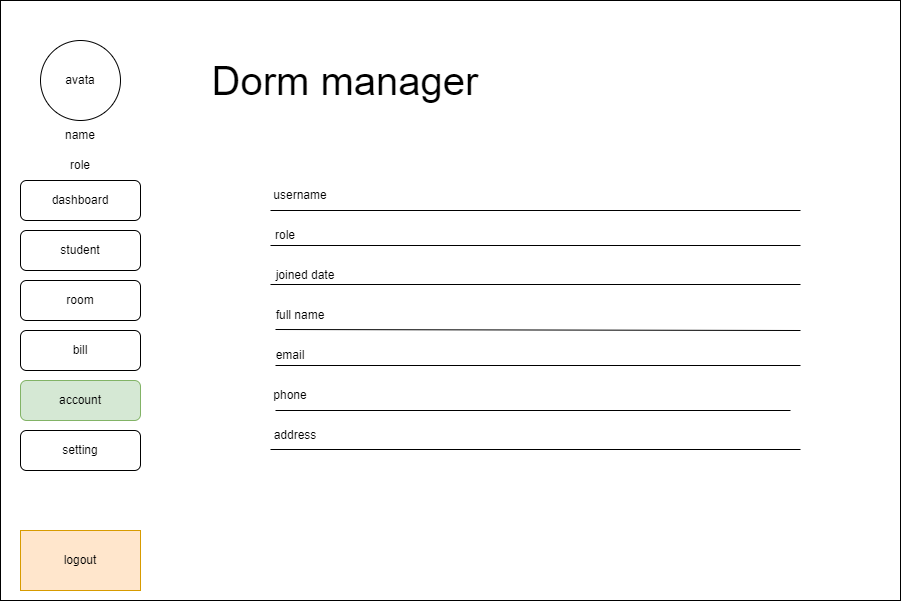 avata
name
role
dashboard
student
room
bill
account
setting
logout
Dorm manager
username
role
joined date
full name
email
phone
address